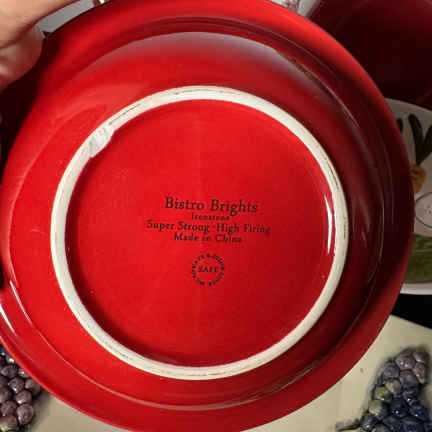 Bistro Brights
Ironstone
Super Strong · High Firing
Made in China
SAFE